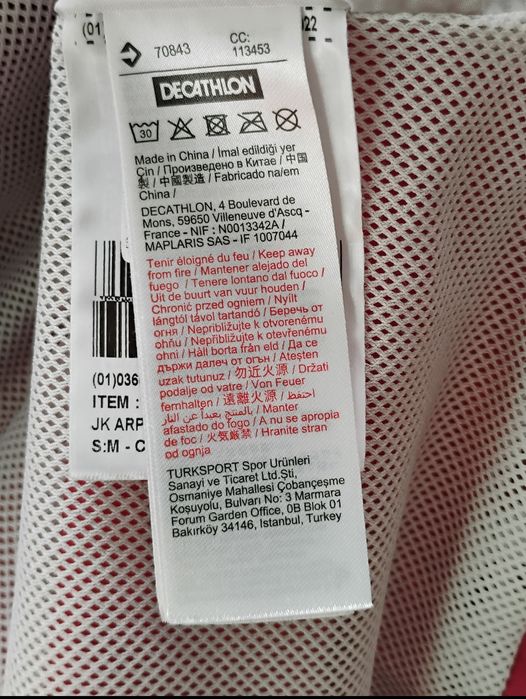 (01)
22
70843
CC:
113453
DECATHLON
30
Made in China / İmal edildiği yer
Çin / Произведено в Китае / 中国
製 / 中國製造 / Fabricado na/em
China /
DECATHLON, 4 Boulevard de
Mons, 59650 Villeneuve d'Ascq -
France - NIF : N0013342A /
MAPLARIS SAS - IF 1007044
Tenir éloigné du feu / Keep away
from fire / Mantener alejado del
fuego / Tenere lontano dal fuoco /
Uit de buurt van vuur houden /
Chronić przed ogniem / Nyílt
lángtól távol tartandó / Беречь от
огня / Nepribližujte k otvorenému
ohňu / Nepřibližujte k otevřenému
ohni / Håll borta från eld / Да се
държи далеч от огън / Ateşten
uzak tutunuz / 勿近火源 / Držati
podalje od vatre / Von Feuer
fernhalten / 遠離火源 / احتفظ
بالمنتج بعيداً عن النار / Manter
afastado do fogo / A nu se apropia
de foc / 火気厳禁 / Hranite stran
od ognja
TURKSPORT Spor Ürünleri
Sanayi ve Ticaret Ltd.Şti,
Osmaniye Mahallesi Çobançeşme
Koşuyolu, Bulvarı No: 3 Marmara
Forum Garden Office, 0B Blok 01
Bakırköy 34146, Istanbul, Turkey
(01)036
ITEM :
JK ARP
S:M - C